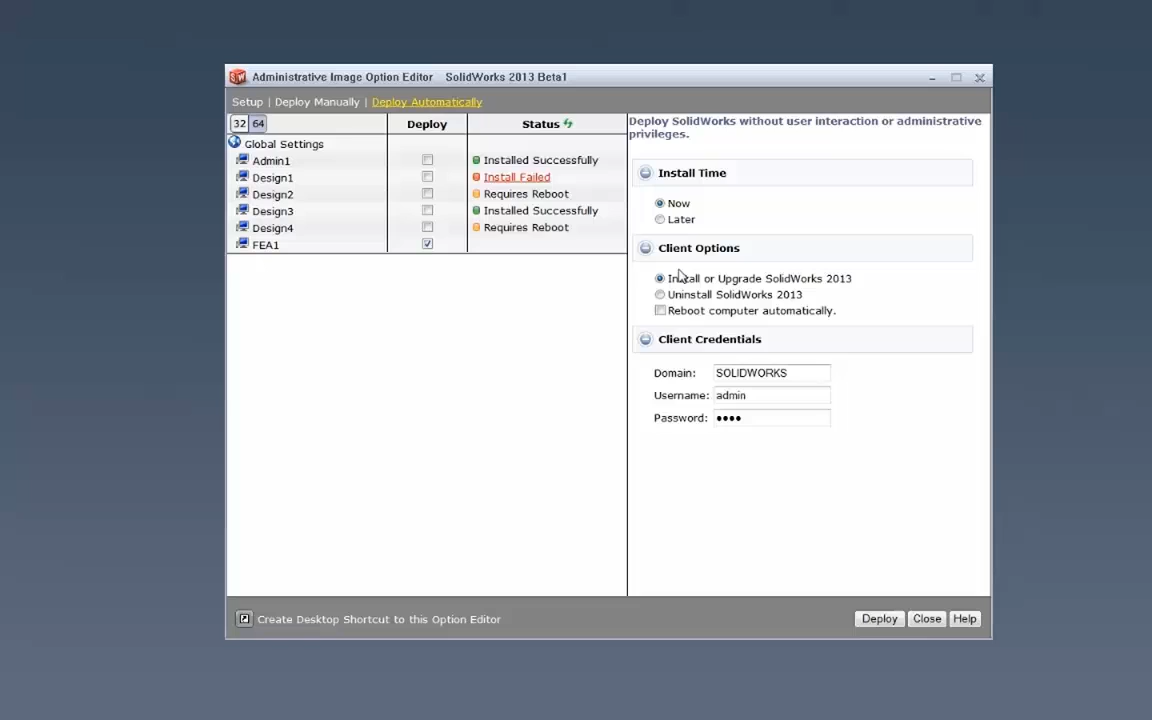 Administrative Image Option Editor SolidWorks 2013 Beta1
Setup | Deploy Manually | Deploy Automatically
32 64 Deploy Status
Global Settings
Admin1 Installed Successfully
Design1 Install Failed
Design2 Requires Reboot
Design3 Installed Successfully
Design4 Requires Reboot
FEA1
Deploy SolidWorks without user interaction or administrative
privileges.
Install Time
Now
Later
Client Options
Install or Upgrade SolidWorks 2013
Uninstall SolidWorks 2013
Reboot computer automatically.
Client Credentials
Domain: SOLIDWORKS
Username: admin
Password: ••••
Create Desktop Shortcut to this Option Editor
Deploy Close Help